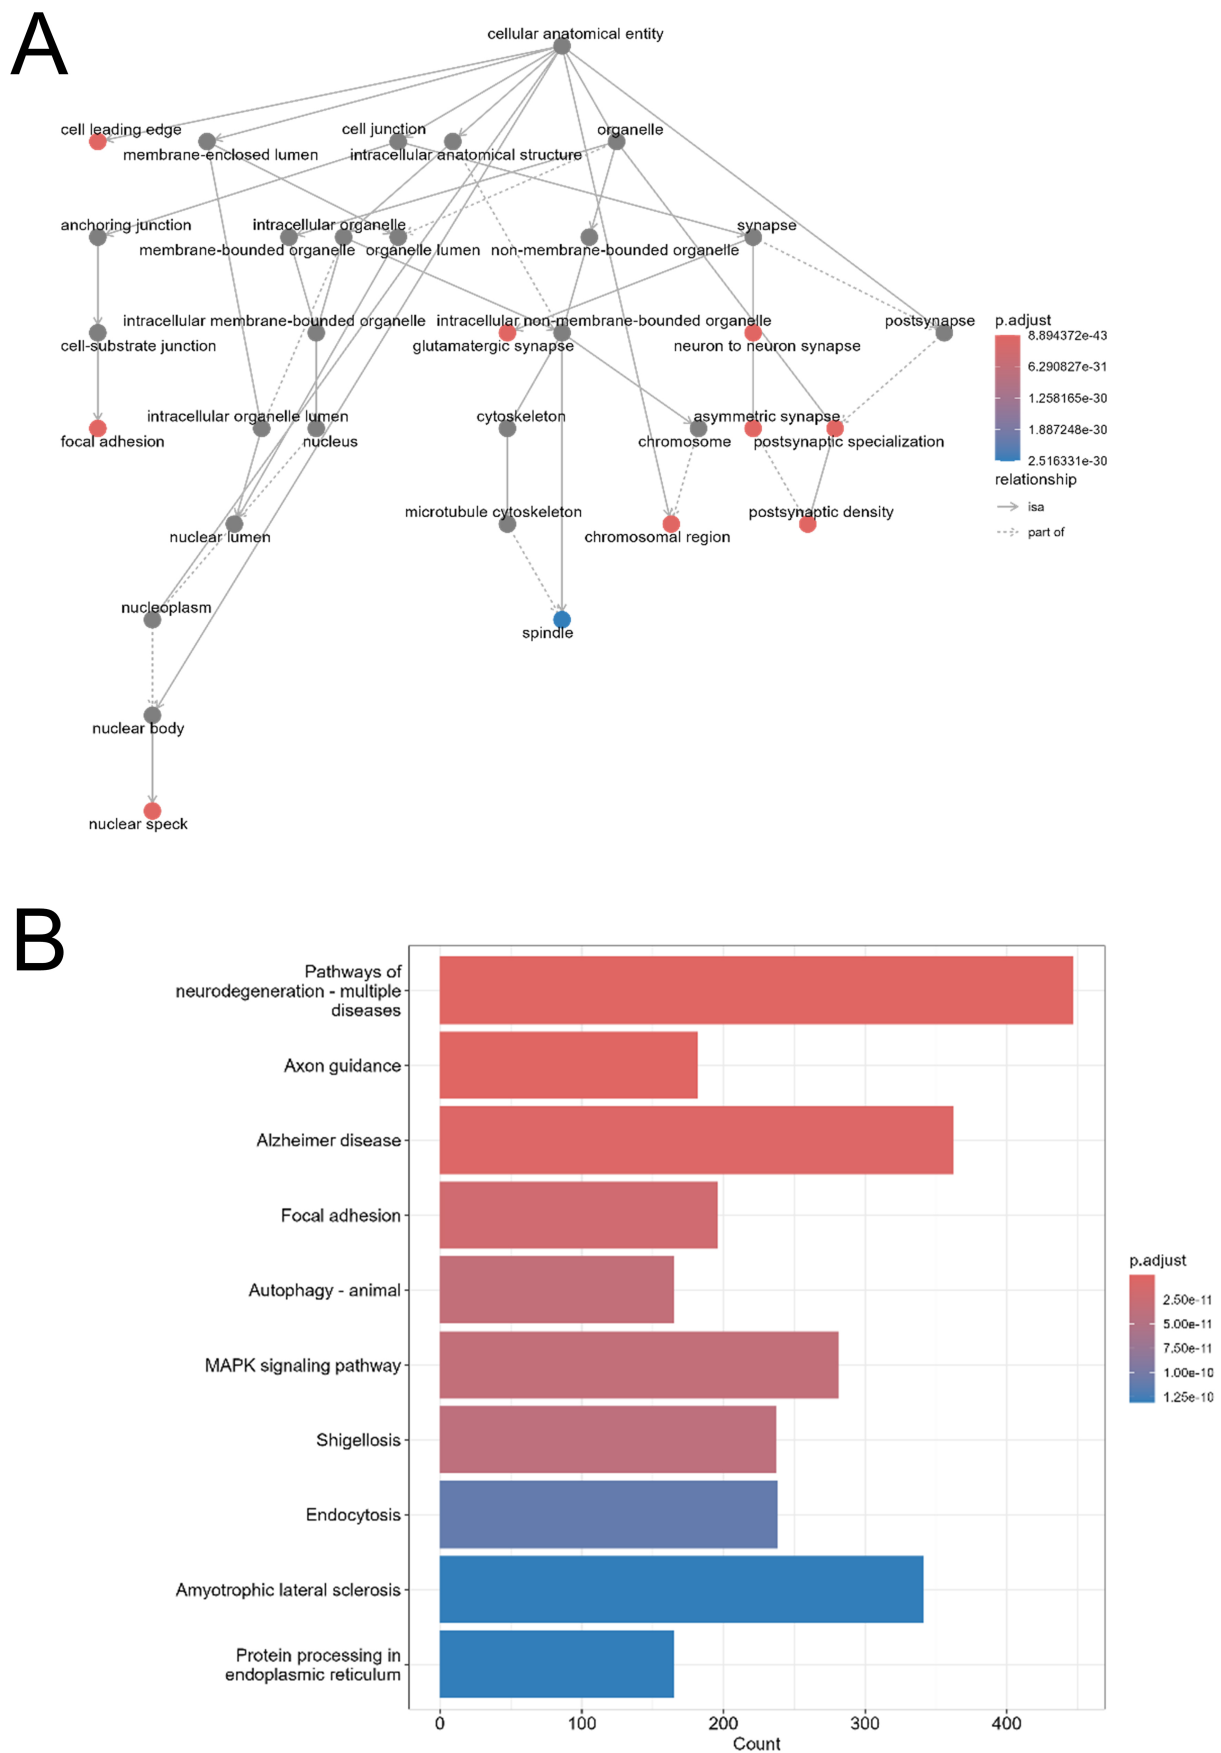 A
cellular anatomical entity
cell leading edge
cell junction
organelle
membrane-enclosed lumen
intracellular anatomical structure
anchoring junction
intracellular organelle
synapse
membrane-bounded organelle
organelle lumen
non-membrane-bounded organelle
intracellular membrane-bounded organelle
intracellular non-membrane-bounded organelle
postsynapse
cell-substrate junction
glutamatergic synapse
neuron to neuron synapse
intracellular organelle lumen
cytoskeleton
asymmetric synapse
focal adhesion
nucleus
chromosome
postsynaptic specialization
microtubule cytoskeleton
postsynaptic density
nuclear lumen
chromosomal region
nucleoplasm
spindle
nuclear body
nuclear speck
p.adjust
8.894372e-43
6.290827e-31
1.258165e-30
1.887248e-30
2.516331e-30
relationship
isa
part of
B
Pathways of
neurodegeneration - multiple
diseases
Axon guidance
Alzheimer disease
Focal adhesion
Autophagy - animal
MAPK signaling pathway
Shigellosis
Endocytosis
Amyotrophic lateral sclerosis
Protein processing in
endoplasmic reticulum
0 100 200 300 400
Count
p.adjust
2.50e-11
5.00e-11
7.50e-11
1.00e-10
1.25e-10